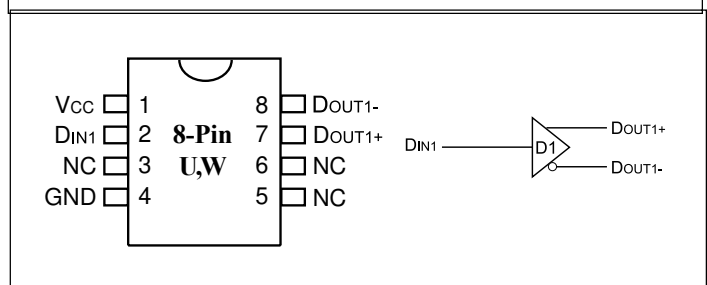 Vcc 1 8 DOUT1-
DIN1 2 8-Pin 7 DOUT1+
NC 3 U,W 6 NC
GND 4 5 NC
DIN1 D1 DOUT1+
DOUT1-